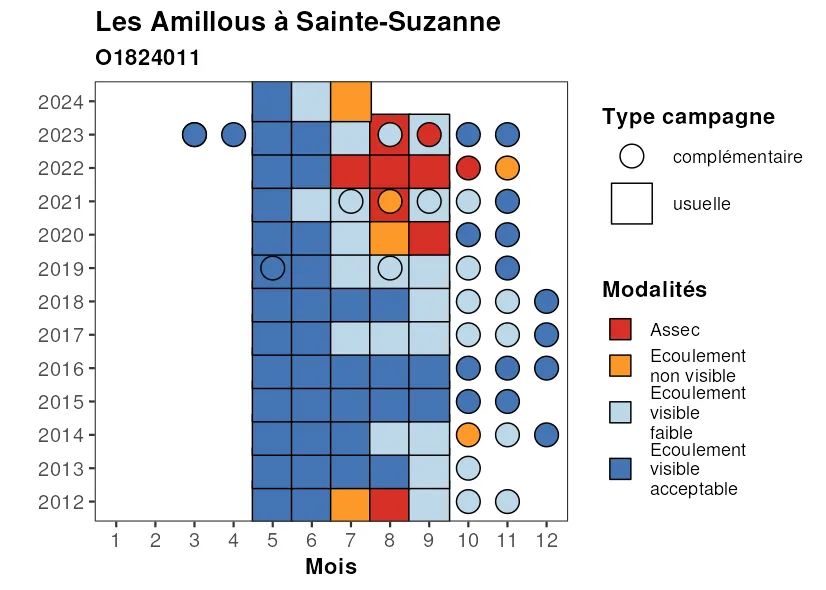 Les Amillous à Sainte-Suzanne
O1824011
2024
2023
2022
2021
2020
2019
2018
2017
2016
2015
2014
2013
2012
1 2 3 4 5 6 7 8 9 10 11 12
Mois
Type campagne
complémentaire
usuelle
Modalités
Assec
Ecoulement
non visible
Ecoulement
visible
faible
Ecoulement
visible
acceptable